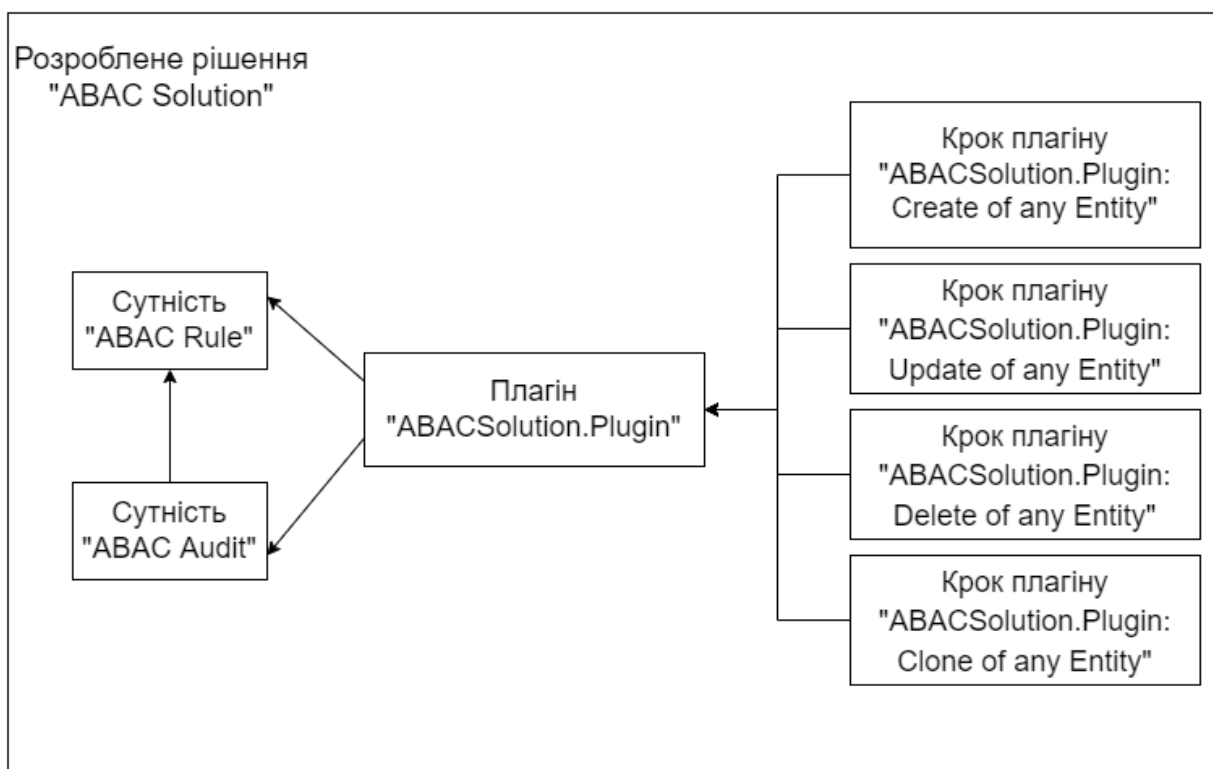 Розроблене рішення
"ABAC Solution"
Сутність
"ABAC Rule"
Сутність
"ABAC Audit"
Плагін
"ABACSolution.Plugin"
Крок плагіну
"ABACSolution.Plugin:
Create of any Entity"
Крок плагіну
"ABACSolution.Plugin:
Update of any Entity"
Крок плагіну
"ABACSolution.Plugin:
Delete of any Entity"
Крок плагіну
"ABACSolution.Plugin:
Clone of any Entity"